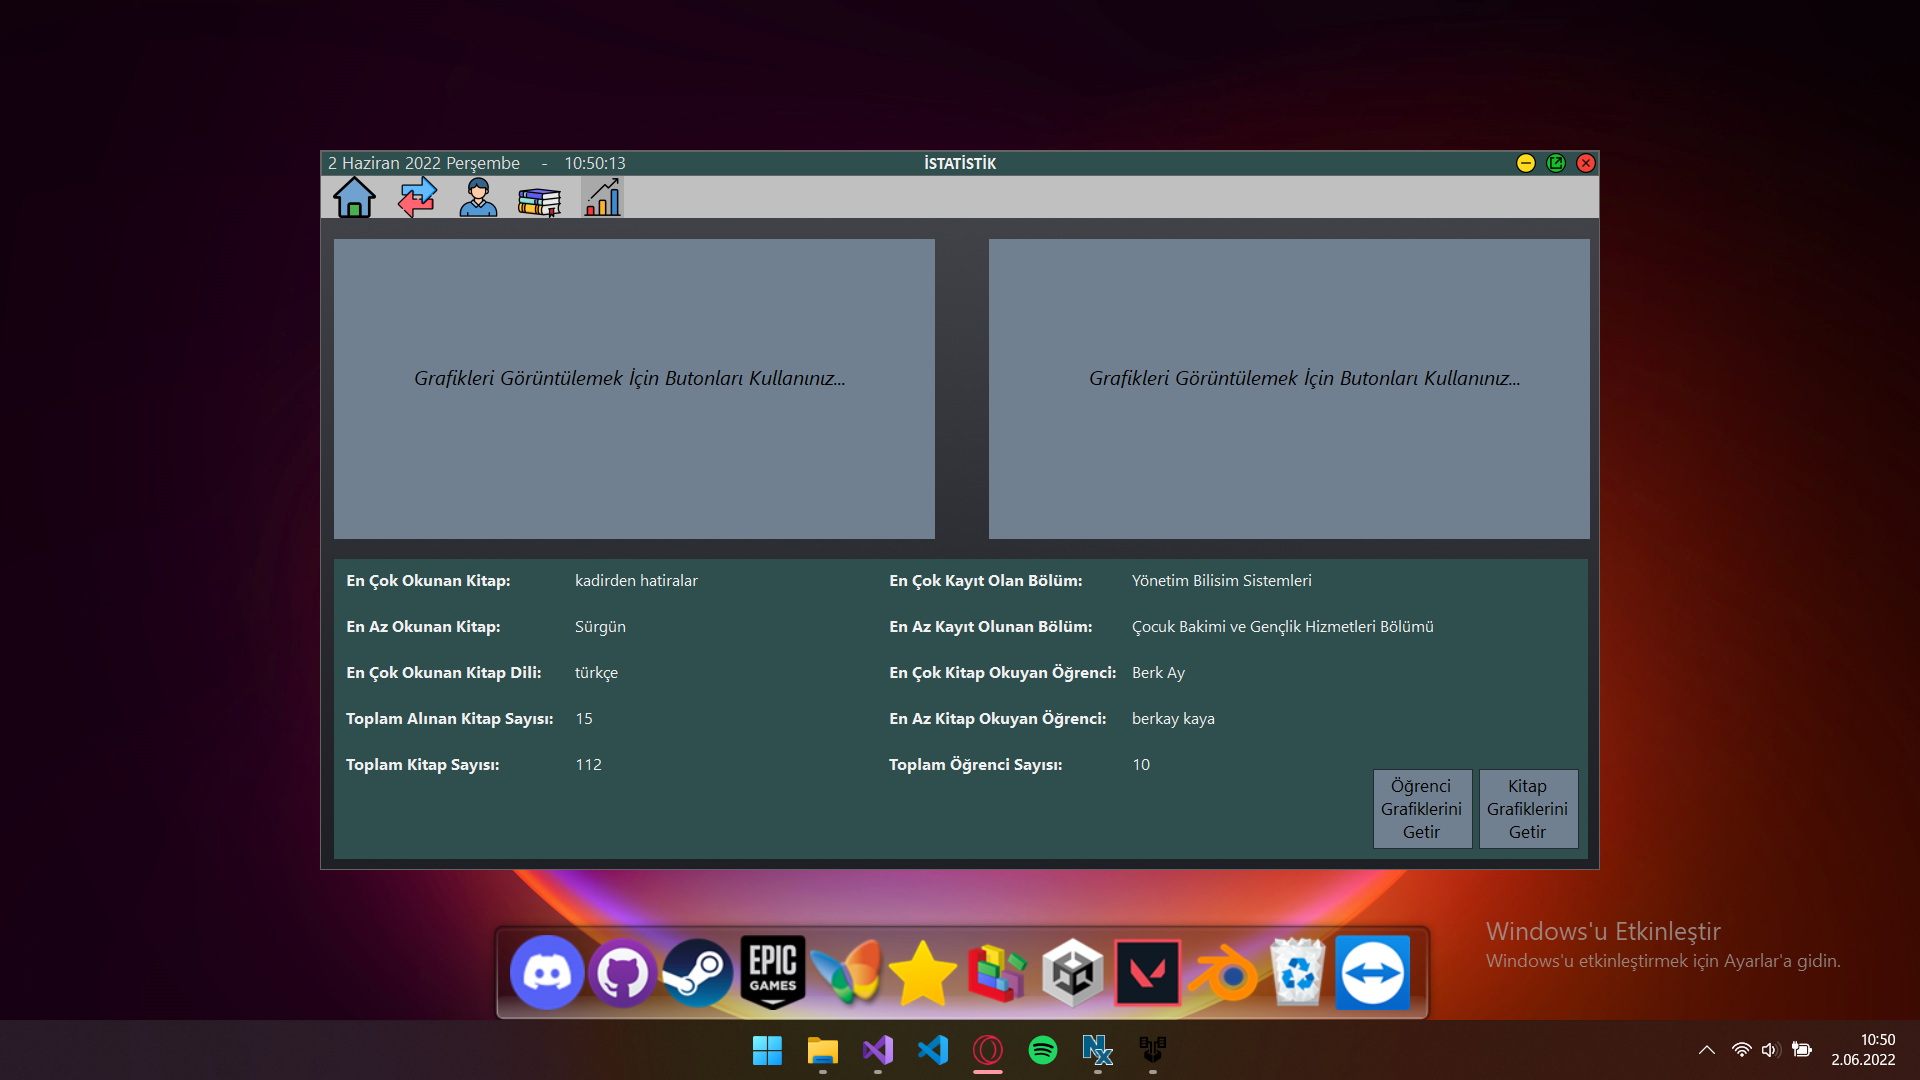 2 Haziran 2022 Perşembe - 10:50:13
İSTATİSTİK
Grafikleri Görüntülemek İçin Butonları Kullanınız...
Grafikleri Görüntülemek İçin Butonları Kullanınız...
En Çok Okunan Kitap: kadirden hatiralar
En Az Okunan Kitap: Sürgün
En Çok Okunan Kitap Dili: türkçe
Toplam Alınan Kitap Sayısı: 15
Toplam Kitap Sayısı: 112
En Çok Kayıt Olan Bölüm: Yönetim Bilisim Sistemleri
En Az Kayıt Olunan Bölüm: Çocuk Bakimi ve Gençlik Hizmetleri Bölümü
En Çok Kitap Okuyan Öğrenci: Berk Ay
En Az Kitap Okuyan Öğrenci: berkay kaya
Toplam Öğrenci Sayısı: 10
Öğrenci
Grafiklerini
Getir
Kitap
Grafiklerini
Getir
Windows'u Etkinleştir
Windows'u etkinleştirmek için Ayarlar'a gidin.
EPIC
GAMES
10:50
2.06.2022